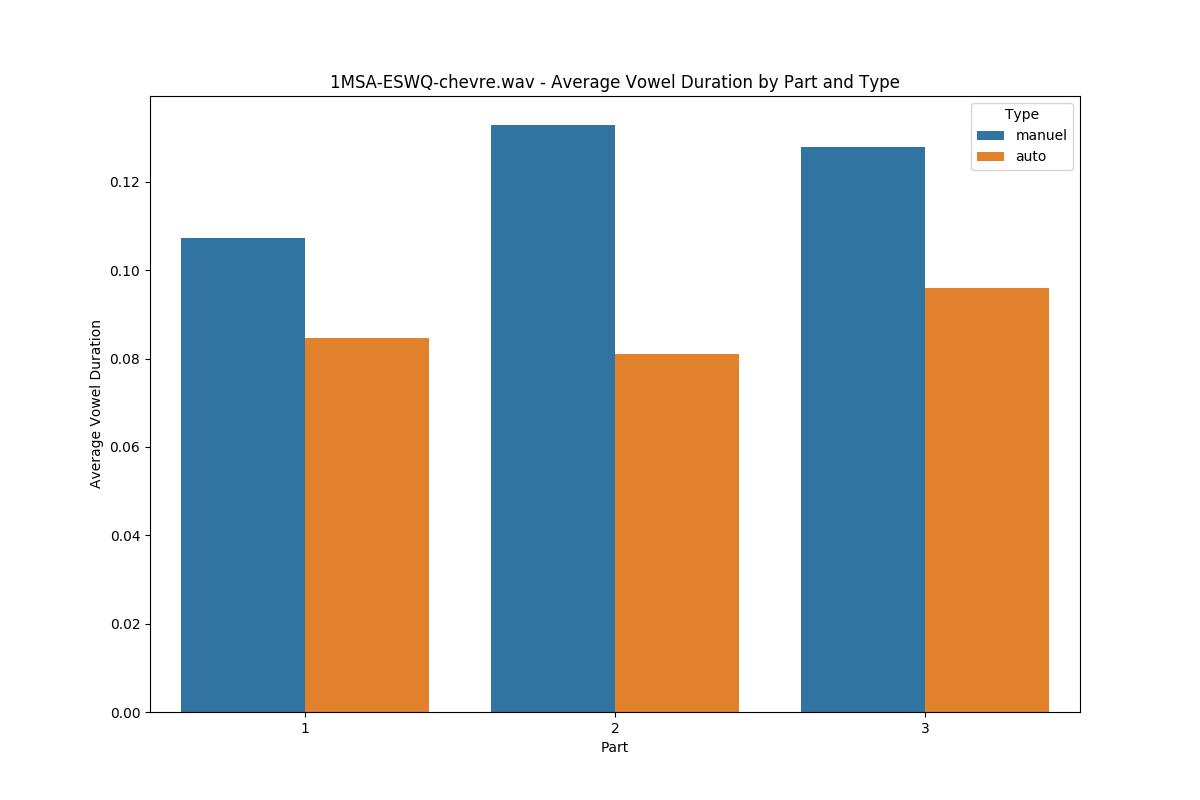 1MSA-ESWQ-chevre.wav - Average Vowel Duration by Part and Type
Type
manuel
auto
Average Vowel Duration
0.12
0.10
0.08
0.06
0.04
0.02
0.00
1 2 3
Part